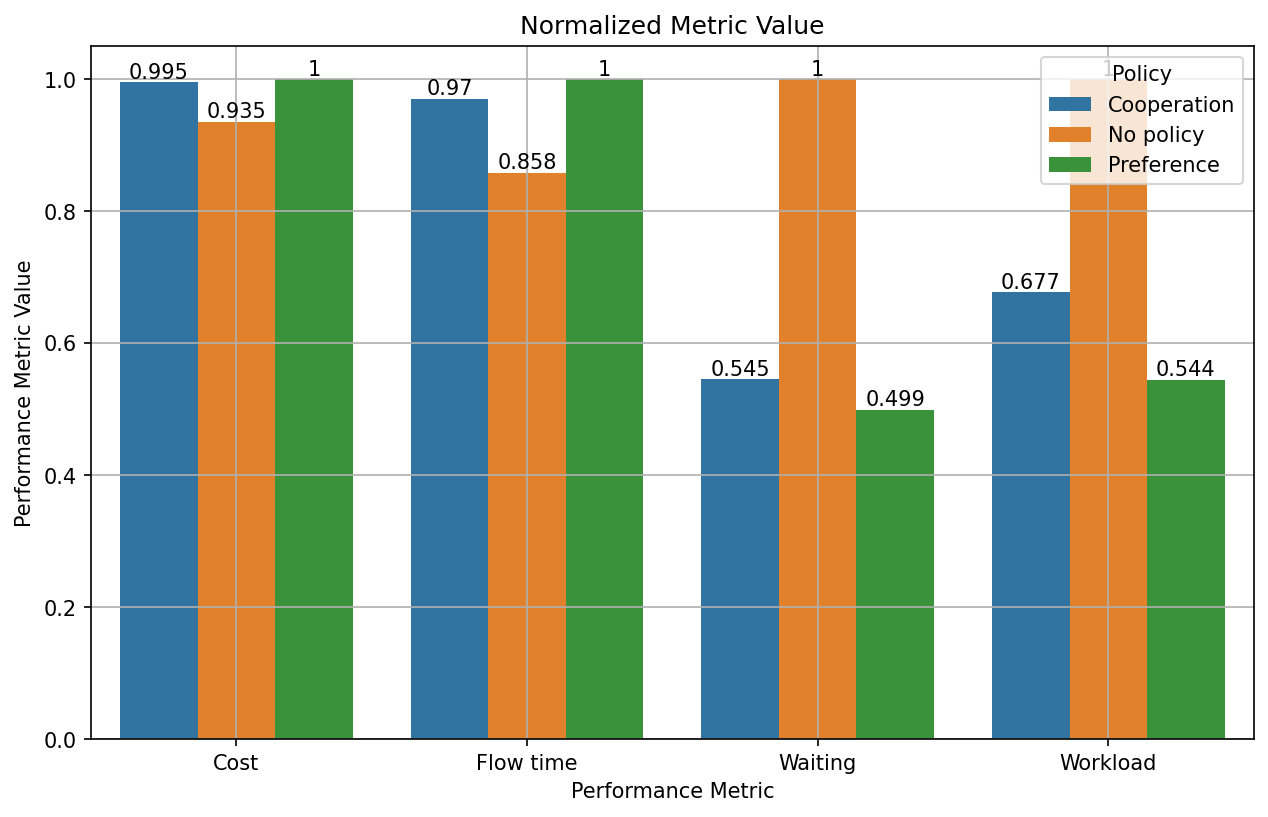 Normalized Metric Value
Performance Metric Value
1.0
0.8
0.6
0.4
0.2
0.0
0.995
0.935
1
0.97
0.858
1
0.545
1
0.499
0.677
1
0.544
Policy
Cooperation
No policy
Preference
Cost
Flow time
Waiting
Workload
Performance Metric